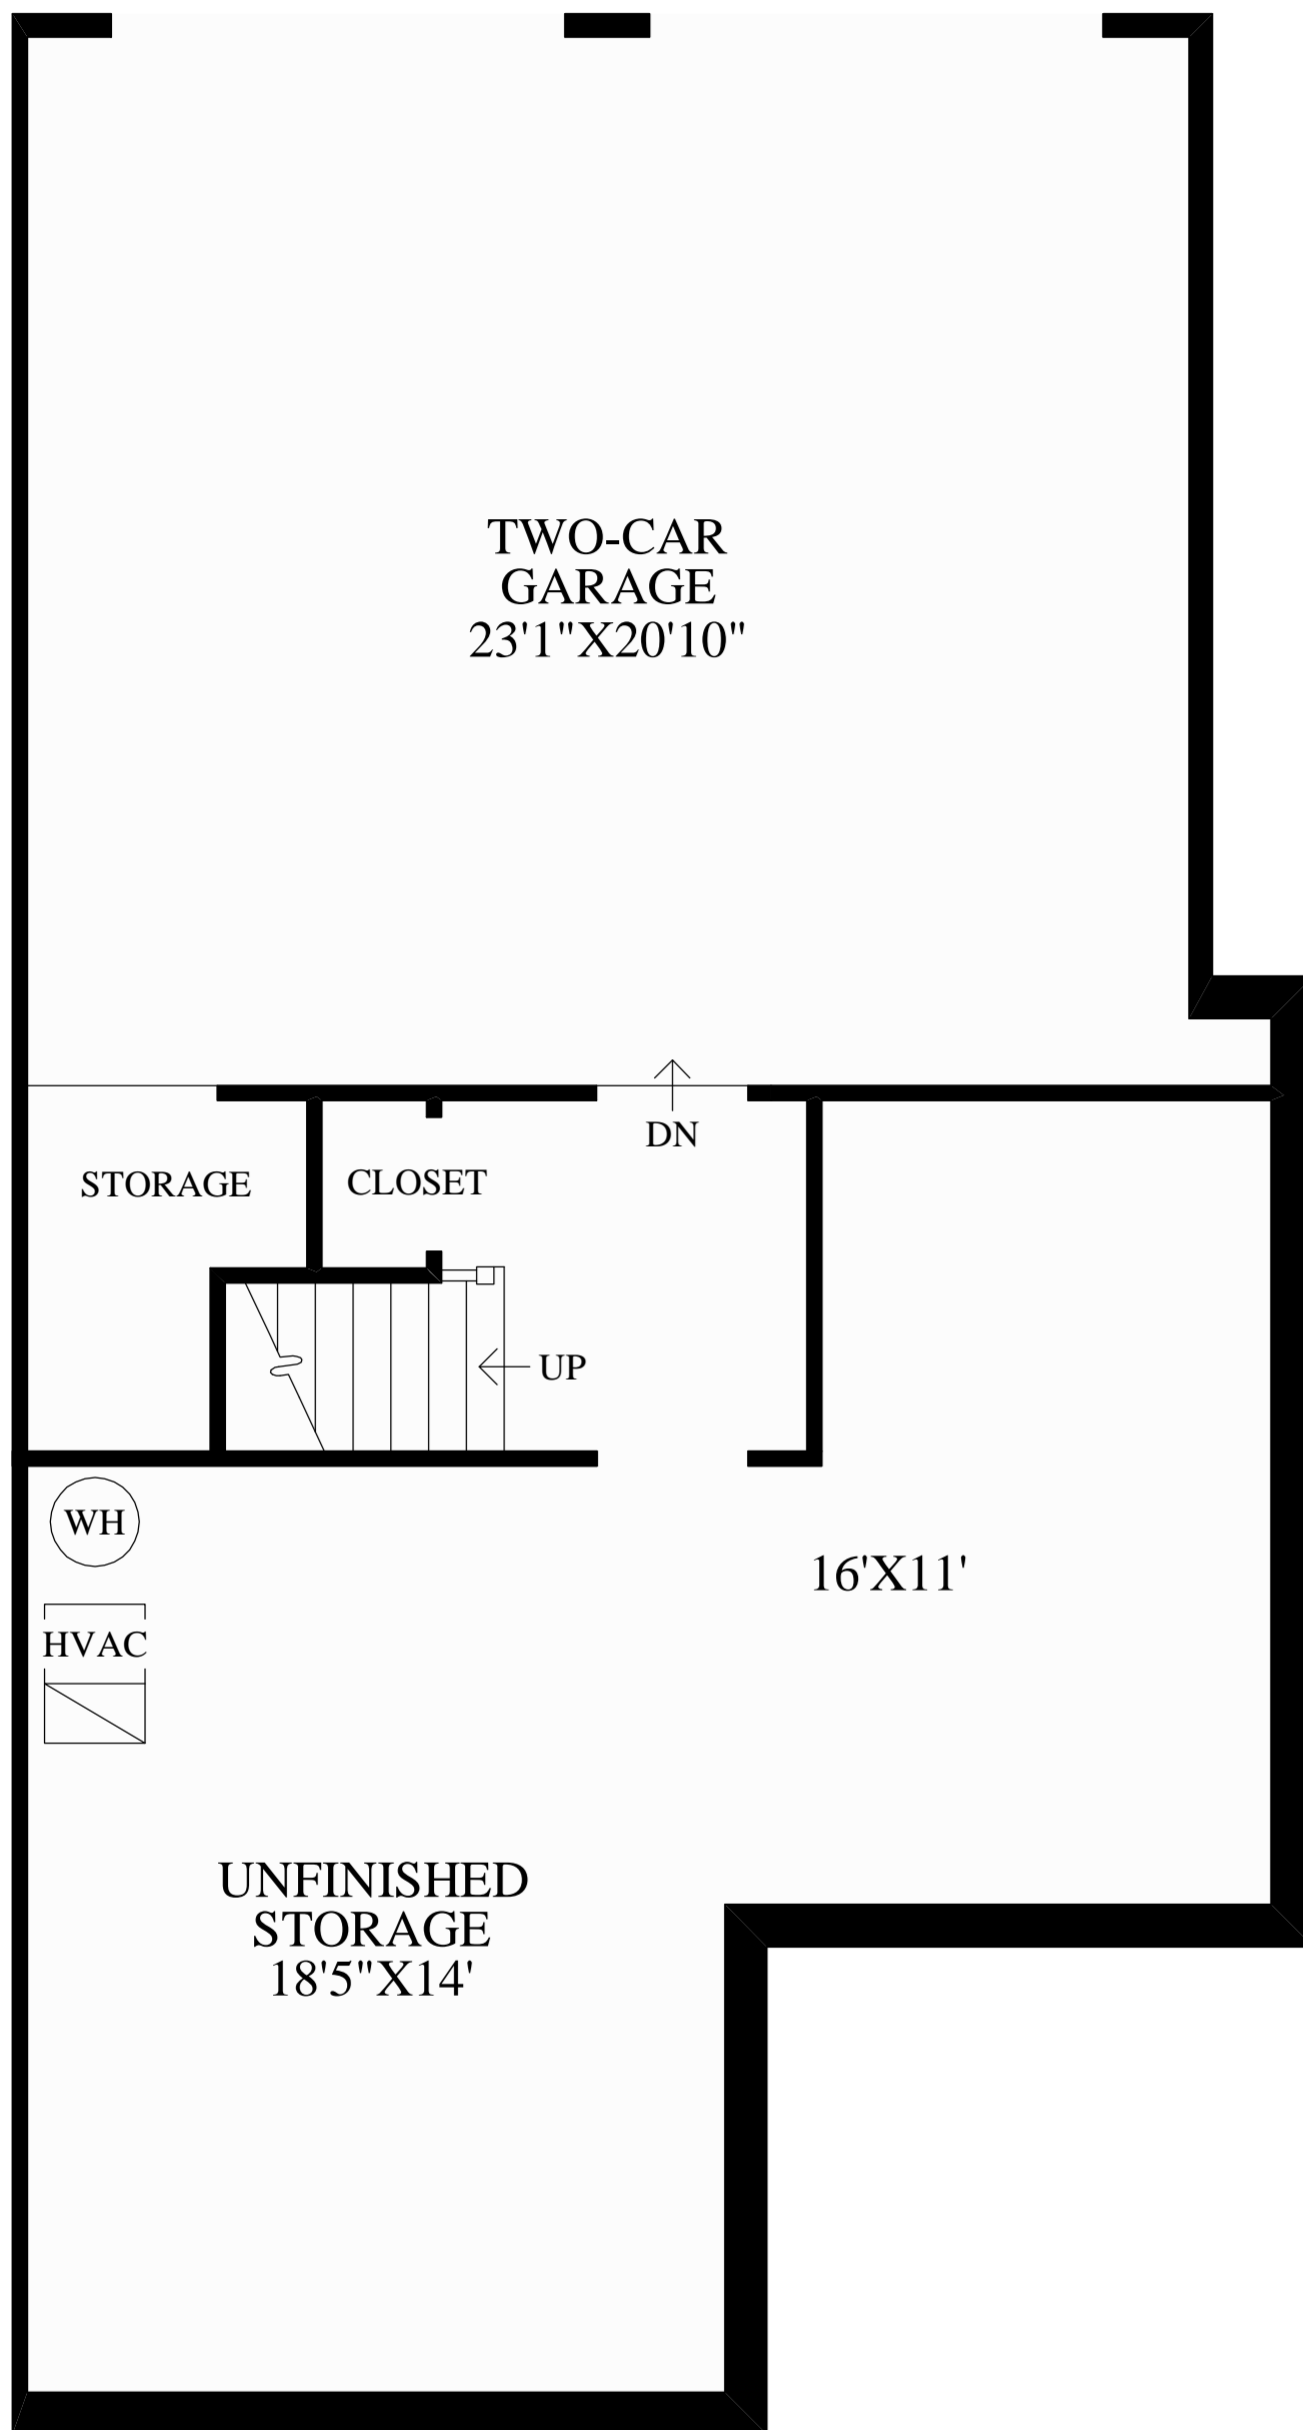 TWO-CAR
GARAGE
23'1"X20'10"
DN
STORAGE
CLOSET
UP
WH
16'X11'
HVAC
UNFINISHED
STORAGE
18'5"X14'